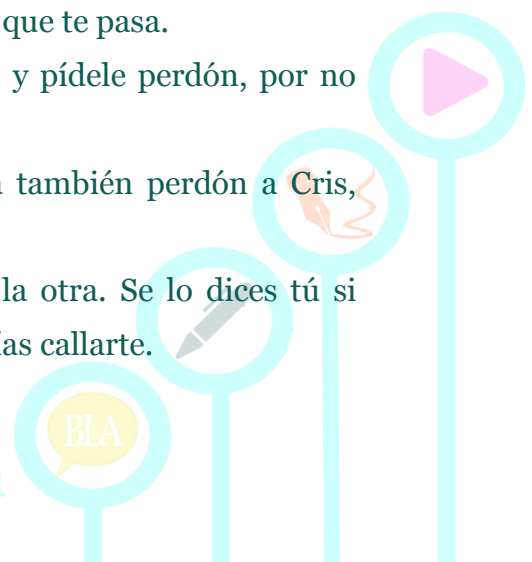 que te pasa.
y pídele perdón, por no
también perdón a Cris,
la otra. Se lo dices tú si
as callarte.
BLA